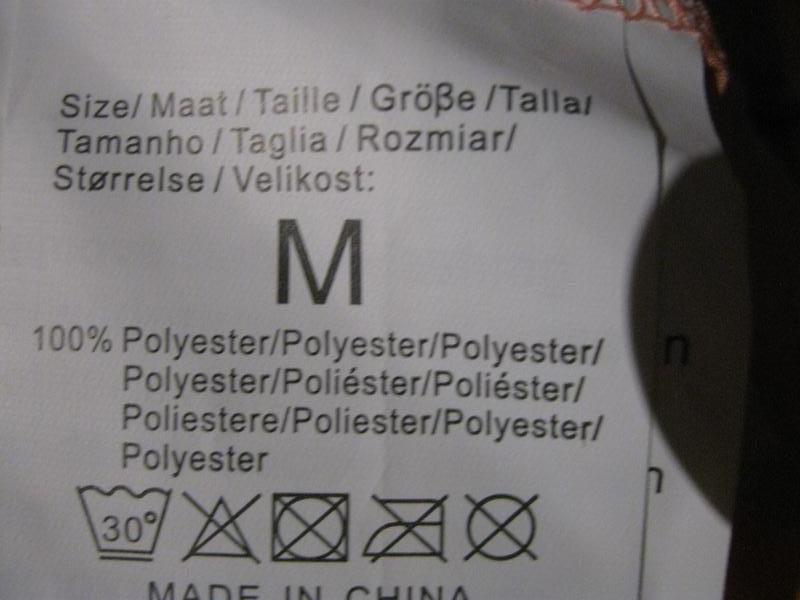 Size/ Maat / Taille / Größe /Talla/
Tamanho / Taglia / Rozmiar/
Størrelse / Velikost:
M
100% Polyester/Polyester/Polyester/
Polyester/Poliéster/Poliéster/
Poliestere/Poliester/Polyester/
Polyester
30°
MADE IN CHINA
n
n